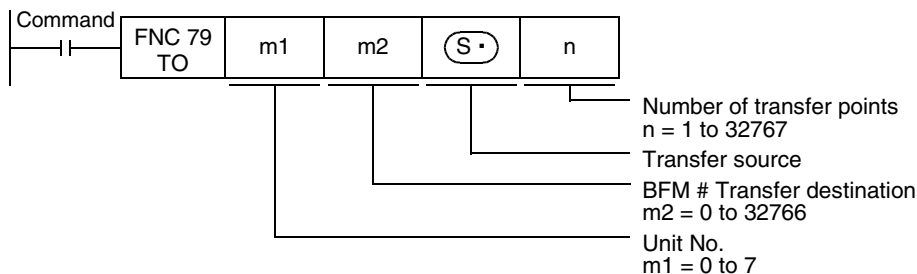 Command
FNC 79
TO
m1
m2
S·
n
Number of transfer points
n = 1 to 32767
Transfer source
BFM # Transfer destination
m2 = 0 to 32766
Unit No.
m1 = 0 to 7